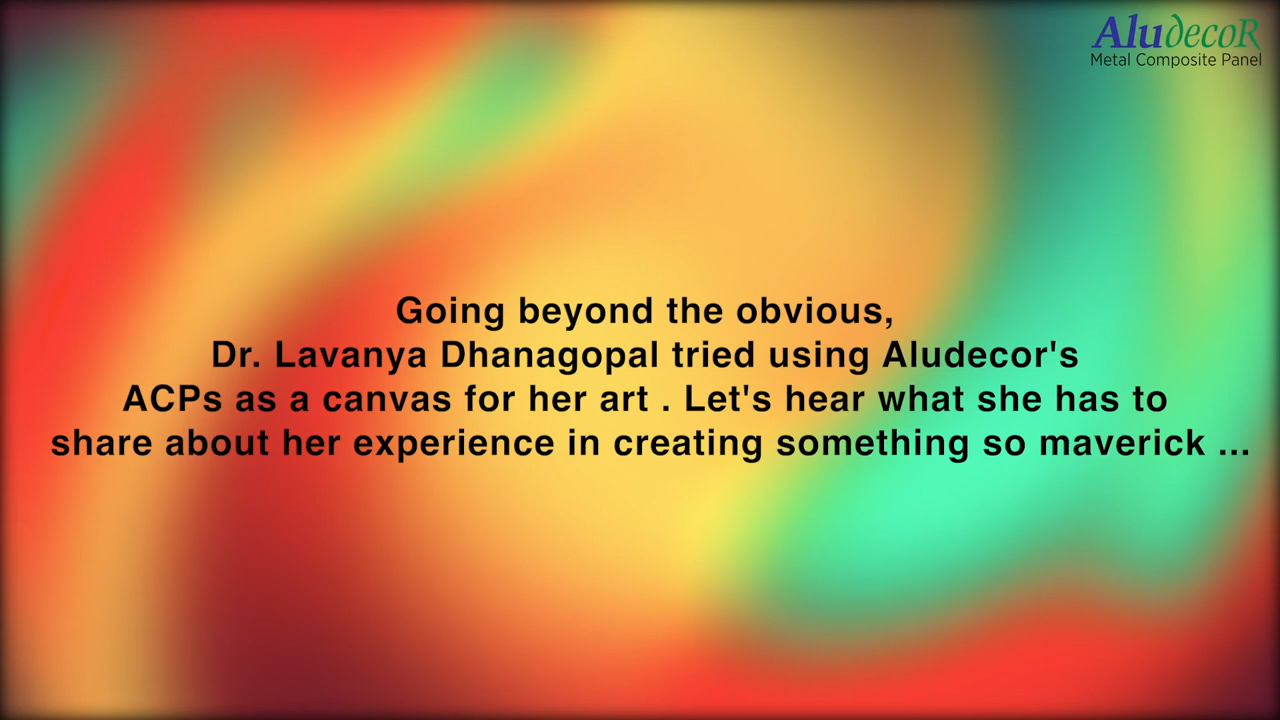 AludecoR
Metal Composite Panel
Going beyond the obvious,
Dr. Lavanya Dhanagopal tried using Aludecor's
ACPs as a canvas for her art . Let's hear what she has to
share about her experience in creating something so maverick ...